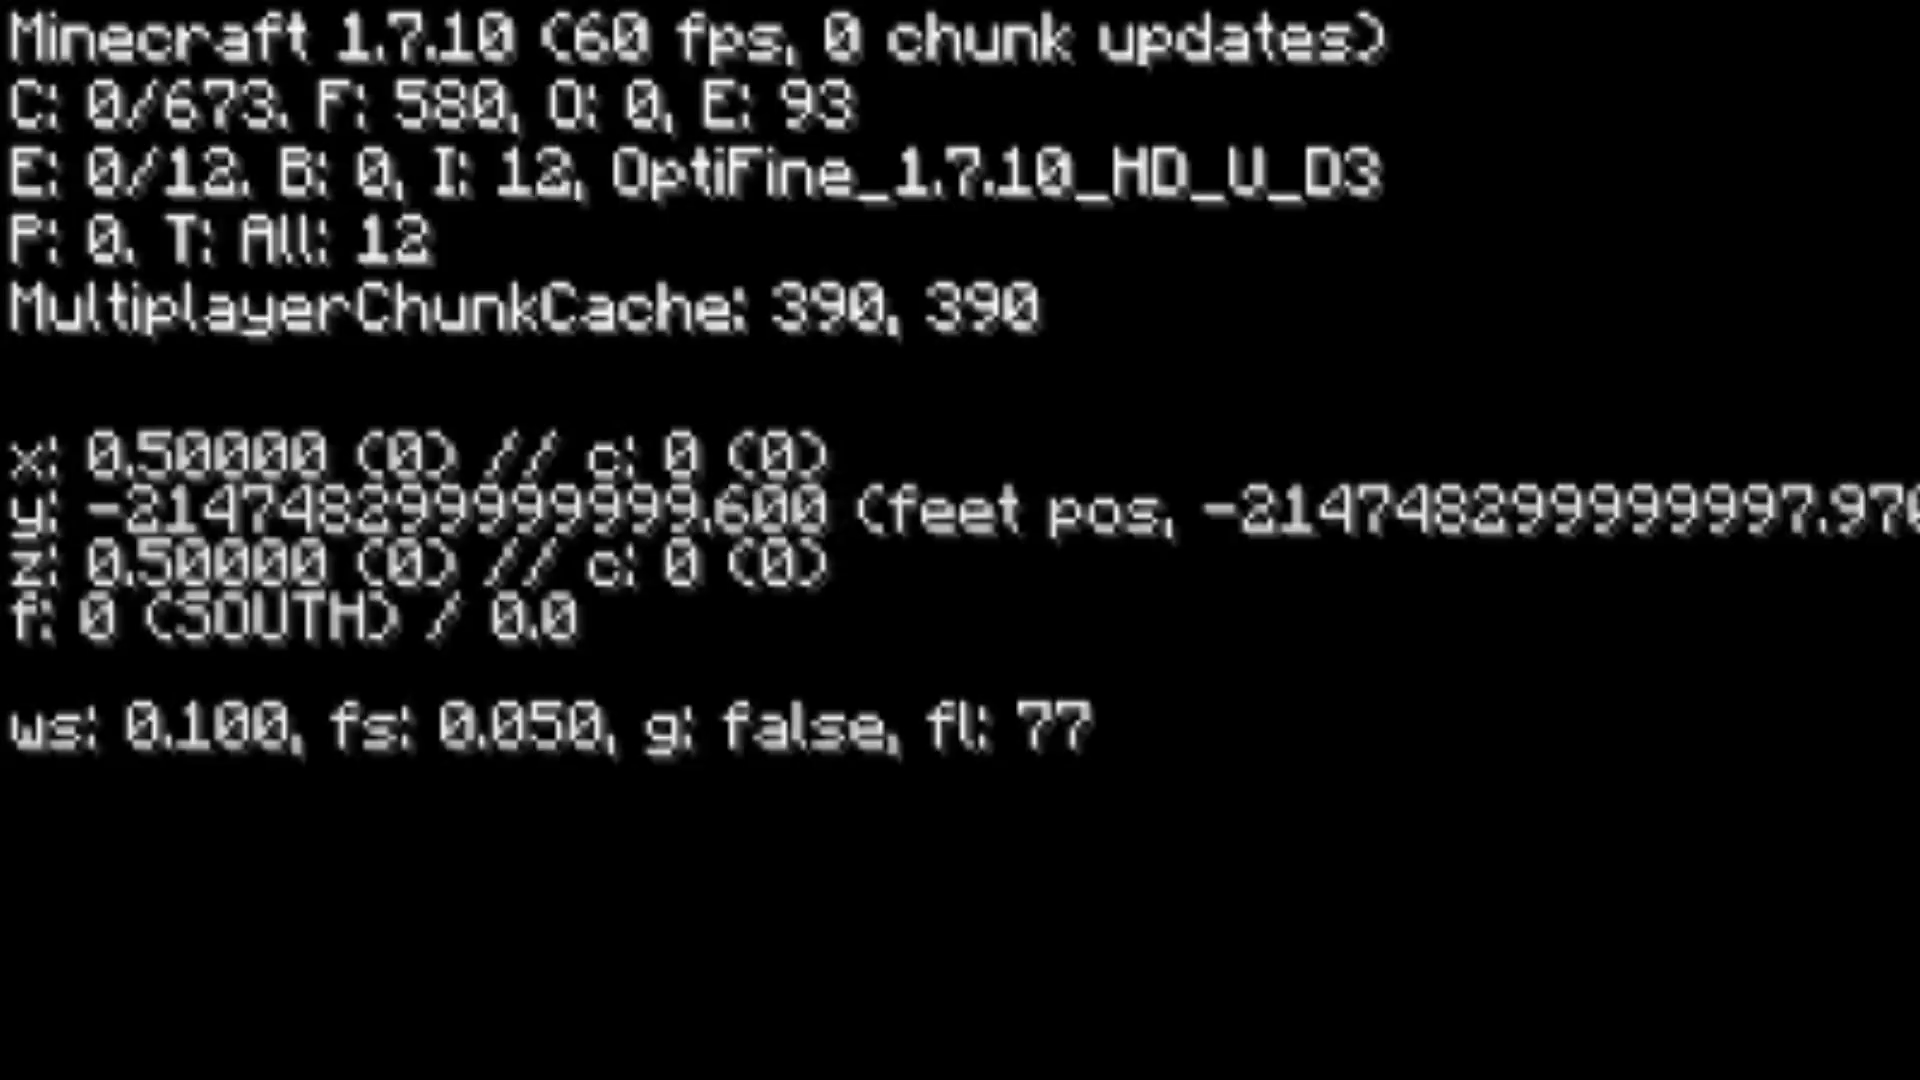 Minecraft 1.7.10 (60 fps, 0 chunk updates)
C: 0/673. F: 580, O: 0, E: 93
E: 0/12. B: 0, I: 12, OptiFine_1.7.10_HD_U_D3
P: 0. T: All: 12
MultiplayerChunkCache: 390, 390
x: 0.50000 (0) // c: 0 (0)
y: -214748299999999.600 (feet pos, -214748299999997.970
z: 0.50000 (0) // c: 0 (0)
f: 0 (SOUTH) / 0.0
ws: 0.100, fs: 0.050, g: false, fl: 77